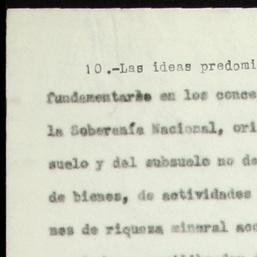 10.-Las ideas predomi
fundamentarse en los conce
la Soberanía Nacional, ori
suelo y del subsuelo no de
de bienes, de actividades
nes de riqueza mineral acc